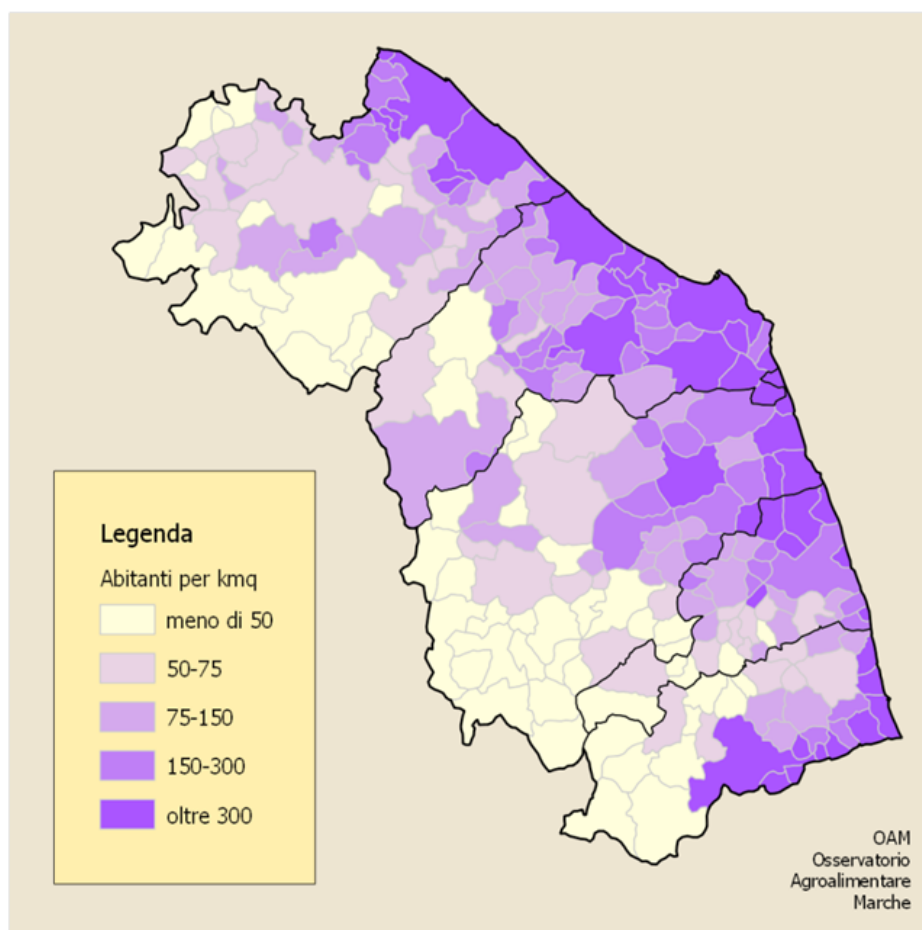 Legenda
Abitanti per kmq
meno di 50
50-75
75-150
150-300
oltre 300
OAM
Osservatorio
Agroalimentare
Marche